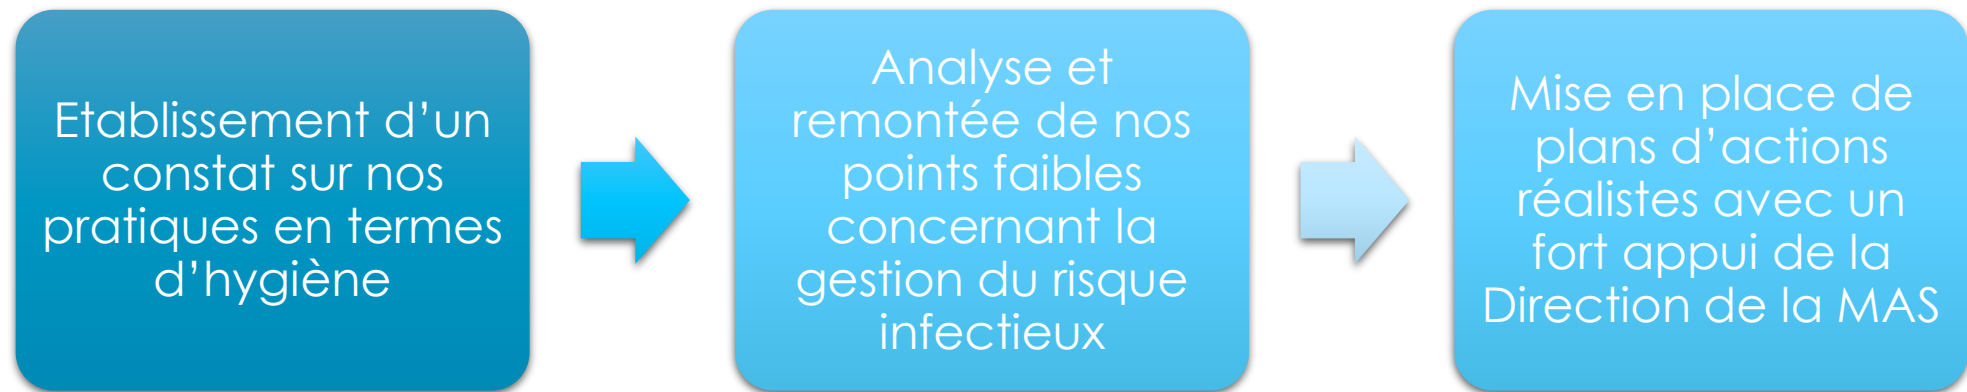 Etablissement d’un
constat sur nos
pratiques en termes
d’hygiène
Analyse et
remontée de nos
points faibles
concernant la
gestion du risque
infectieux
Mise en place de
plans d’actions
réalistes avec un
fort appui de la
Direction de la MAS